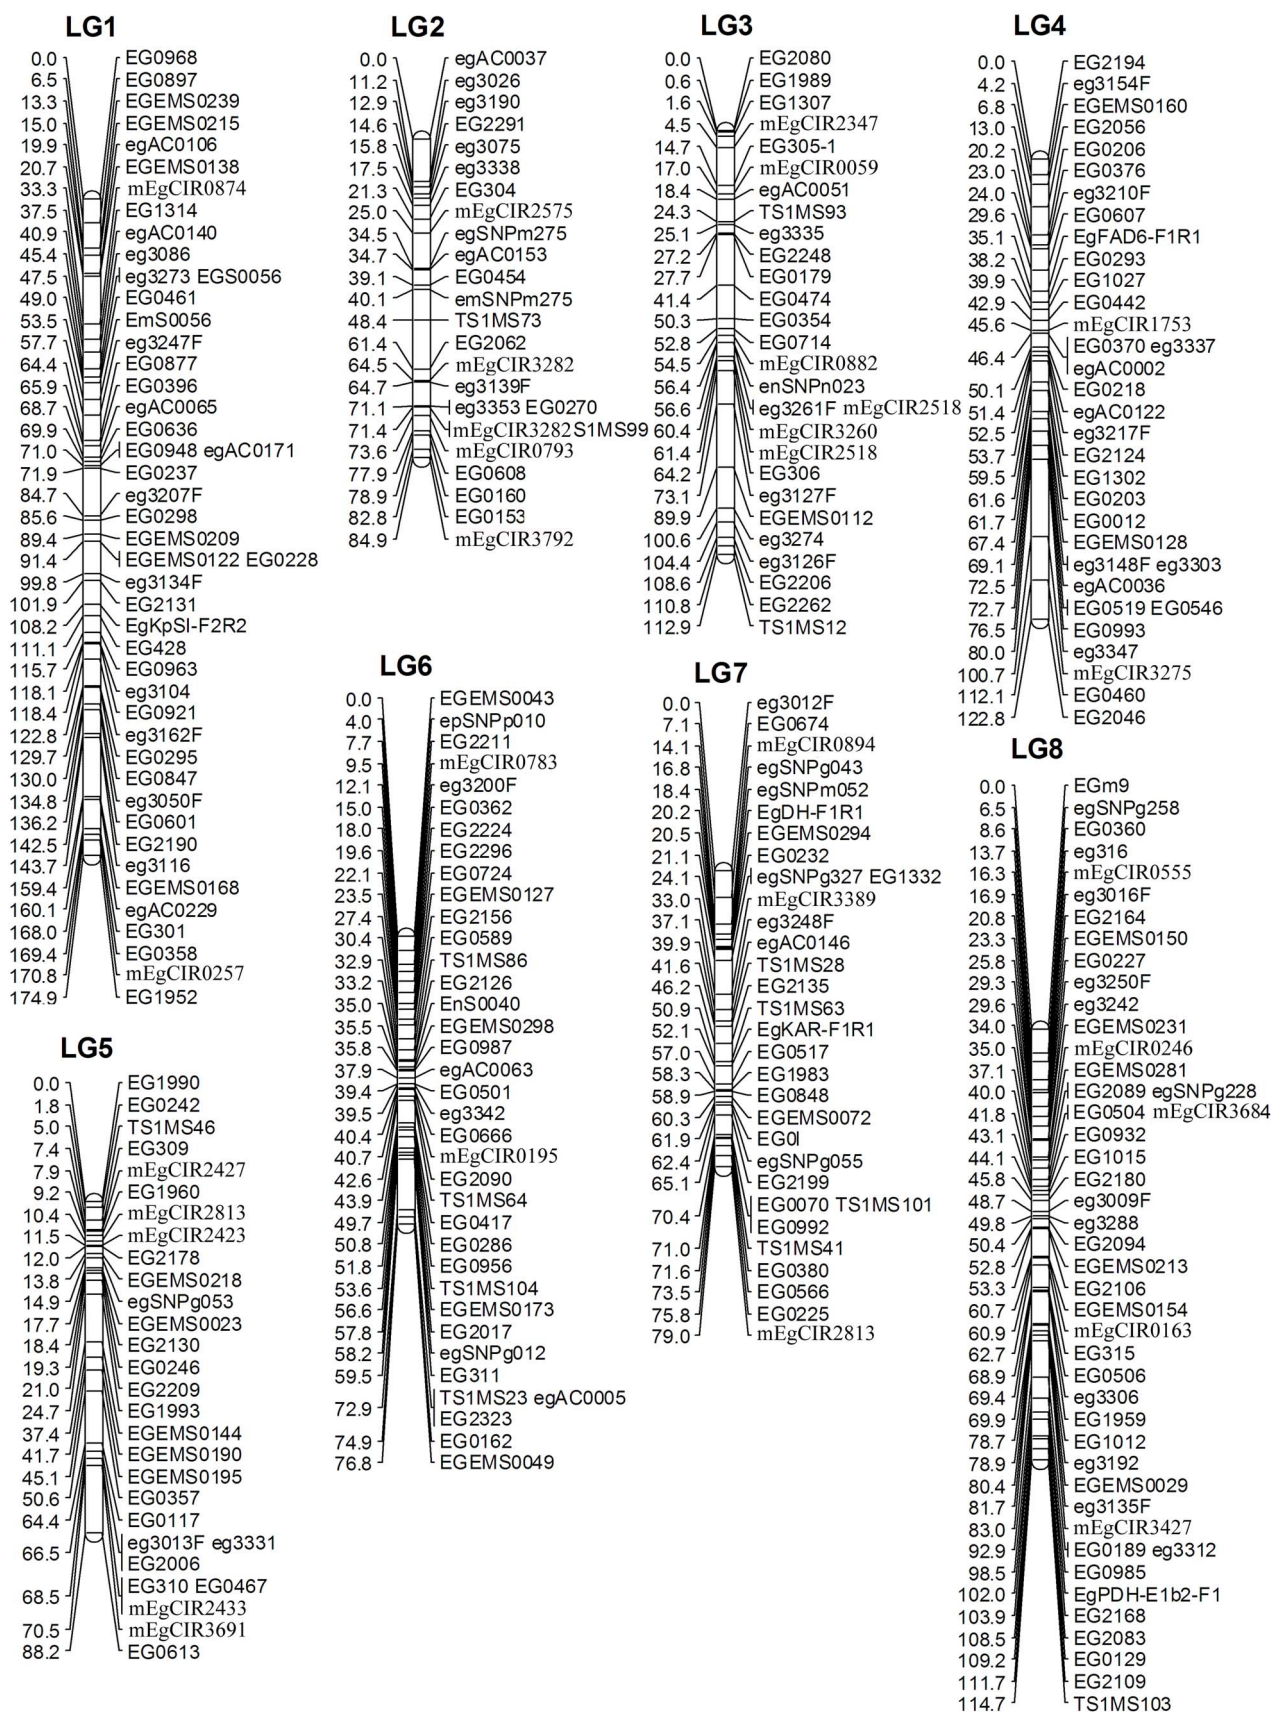 LG1
0.0 EG0968
6.5 EG0897
13.3 EGEMS0239
15.0 EGEMS0215
19.9 egAC0106
20.7 EGEMS0138
33.3 mEgCIR0874
37.5 EG1314
40.9 egAC0140
45.4 eg3086
47.5 eg3273 EGS0056
49.0 EG0461
53.5 EmS0056
57.7 eg3247F
64.4 EG0877
65.9 EG0396
68.7 egAC0065
69.9 EG0636
71.0 EG0948 egAC0171
71.9 EG0237
84.7 eg3207F
85.6 EG0298
89.4 EGEMS0209
91.4 EGEMS0122 EG0228
99.8 eg3134F
101.9 EG2131
108.2 EgKpSI-F2R2
111.1 EG428
115.7 EG0963
118.1 eg3104
118.4 EG0921
122.8 eg3162F
129.7 EG0295
130.0 EG0847
134.8 eg3050F
136.2 EG0601
142.5 EG2190
143.7 eg3116
159.4 EGEMS0168
160.1 egAC0229
168.0 EG301
169.4 EG0358
170.8 mEgCIR0257
174.9 EG1952
LG2
0.0 egAC0037
11.2 eg3026
12.9 eg3190
14.6 EG2291
15.8 eg3075
17.5 eg3338
21.3 EG304
25.0 mEgCIR2575
34.5 egSNPm275
34.7 egAC0153
39.1 EG0454
40.1 emSNPm275
48.4 TS1MS73
61.4 EG2062
64.5 mEgCIR3282
64.7 eg3139F
71.1 eg3353 EG0270
71.4 mEgCIR3282S1MS99
73.6 mEgCIR0793
77.9 EG0608
78.9 EG0160
82.8 EG0153
84.9 mEgCIR3792
LG3
0.0 EG2080
0.6 EG1989
1.6 EG1307
4.5 mEgCIR2347
14.7 EG305-1
17.0 mEgCIR0059
18.4 egAC0051
24.3 TS1MS93
25.1 eg3335
27.2 EG2248
27.7 EG0179
41.4 EG0474
50.3 EG0354
52.8 EG0714
54.5 mEgCIR0882
56.4 enSNPn023
56.6 eg3261F mEgCIR2518
60.4 mEgCIR3260
61.4 mEgCIR2518
64.2 EG306
73.1 eg3127F
89.9 EGEMS0112
100.6 eg3274
104.4 eg3126F
108.6 EG2206
110.8 EG2262
112.9 TS1MS12
LG4
0.0 EG2194
4.2 eg3154F
6.8 EGEMS0160
13.0 EG2056
20.2 EG0206
23.0 EG0376
24.0 eg3210F
29.6 EG0607
35.1 EgFAD6-F1R1
38.2 EG0293
39.9 EG1027
42.9 EG0442
45.6 mEgCIR1753
46.4 EG0370 eg3337
egAC0002
50.1 EG0218
51.4 egAC0122
52.5 eg3217F
53.7 EG2124
59.5 EG1302
61.6 EG0203
61.7 EG0012
67.4 EGEMS0128
69.1 eg3148F eg3303
72.5 egAC0036
72.7 EG0519 EG0546
76.5 EG0993
80.0 eg3347
100.7 mEgCIR3275
112.1 EG0460
122.8 EG2046
LG5
0.0 EG1990
1.8 EG0242
5.0 TS1MS46
7.4 EG309
7.9 mEgCIR2427
9.2 EG1960
10.4 mEgCIR2813
11.5 mEgCIR2423
12.0 EG2178
13.8 EGEMS0218
14.9 egSNPg053
17.7 EGEMS0023
18.4 EG2130
19.3 EG0246
21.0 EG2209
24.7 EG1993
37.4 EGEMS0144
41.7 EGEMS0190
45.1 EGEMS0195
50.6 EG0357
64.4 EG0117
66.5 eg3013F eg3331
EG2006
68.5 EG310 EG0467
mEgCIR2433
70.5 mEgCIR3691
88.2 EG0613
LG6
0.0 EGEMS0043
4.0 epSNPp010
7.7 EG2211
9.5 mEgCIR0783
12.1 eg3200F
15.0 EG0362
18.0 EG2224
19.6 EG2296
22.1 EG0724
23.5 EGEMS0127
27.4 EG2156
30.4 EG0589
32.9 TS1MS86
33.2 EG2126
35.0 EnS0040
35.5 EGEMS0298
35.8 EG0987
37.9 egAC0063
39.4 EG0501
39.5 eg3342
40.4 EG0666
40.7 mEgCIR0195
42.6 EG2090
43.9 TS1MS64
49.7 EG0417
50.8 EG0286
51.8 EG0956
53.6 TS1MS104
56.6 EGEMS0173
57.8 EG2017
58.2 egSNPg012
59.5 EG311
72.9 TS1MS23 egAC0005
EG2323
74.9 EG0162
76.8 EGEMS0049
LG7
0.0 eg3012F
7.1 EG0674
14.1 mEgCIR0894
16.8 egSNPg043
18.4 egSNPm052
20.2 EgDH-F1R1
20.5 EGEMS0294
21.1 EG0232
24.1 egSNPg327 EG1332
33.0 mEgCIR3389
37.1 eg3248F
39.9 egAC0146
41.6 TS1MS28
46.2 EG2135
50.9 TS1MS63
52.1 EgKAR-F1R1
57.0 EG0517
58.3 EG1983
58.9 EG0848
60.3 EGEMS0072
61.9 EG0I
62.4 egSNPg055
65.1 EG2199
70.4 EG0070 TS1MS101
EG0992
71.0 TS1MS41
71.6 EG0380
73.5 EG0566
75.8 EG0225
79.0 mEgCIR2813
LG8
0.0 EGm9
6.5 egSNPg258
8.6 EG0360
13.7 eg316
16.3 mEgCIR0555
16.9 eg3016F
20.8 EG2164
23.3 EGEMS0150
25.8 EG0227
29.3 eg3250F
29.6 eg3242
34.0 EGEMS0231
35.0 mEgCIR0246
37.1 EGEMS0281
40.0 EG2089 egSNPg228
41.8 EG0504 mEgCIR3684
43.1 EG0932
44.1 EG1015
45.8 EG2180
48.7 eg3009F
49.8 eg3288
50.4 EG2094
52.8 EGEMS0213
53.3 EG2106
60.7 EGEMS0154
60.9 mEgCIR0163
62.7 EG315
68.9 EG0506
69.4 eg3306
69.9 EG1959
78.7 EG1012
78.9 eg3192
80.4 EGEMS0029
81.7 eg3135F
83.0 mEgCIR3427
92.9 EG0189 eg3312
98.5 EG0985
102.0 EgPDH-E1b2-F1
103.9 EG2168
108.5 EG2083
109.2 EG0129
111.7 EG2109
114.7 TS1MS103